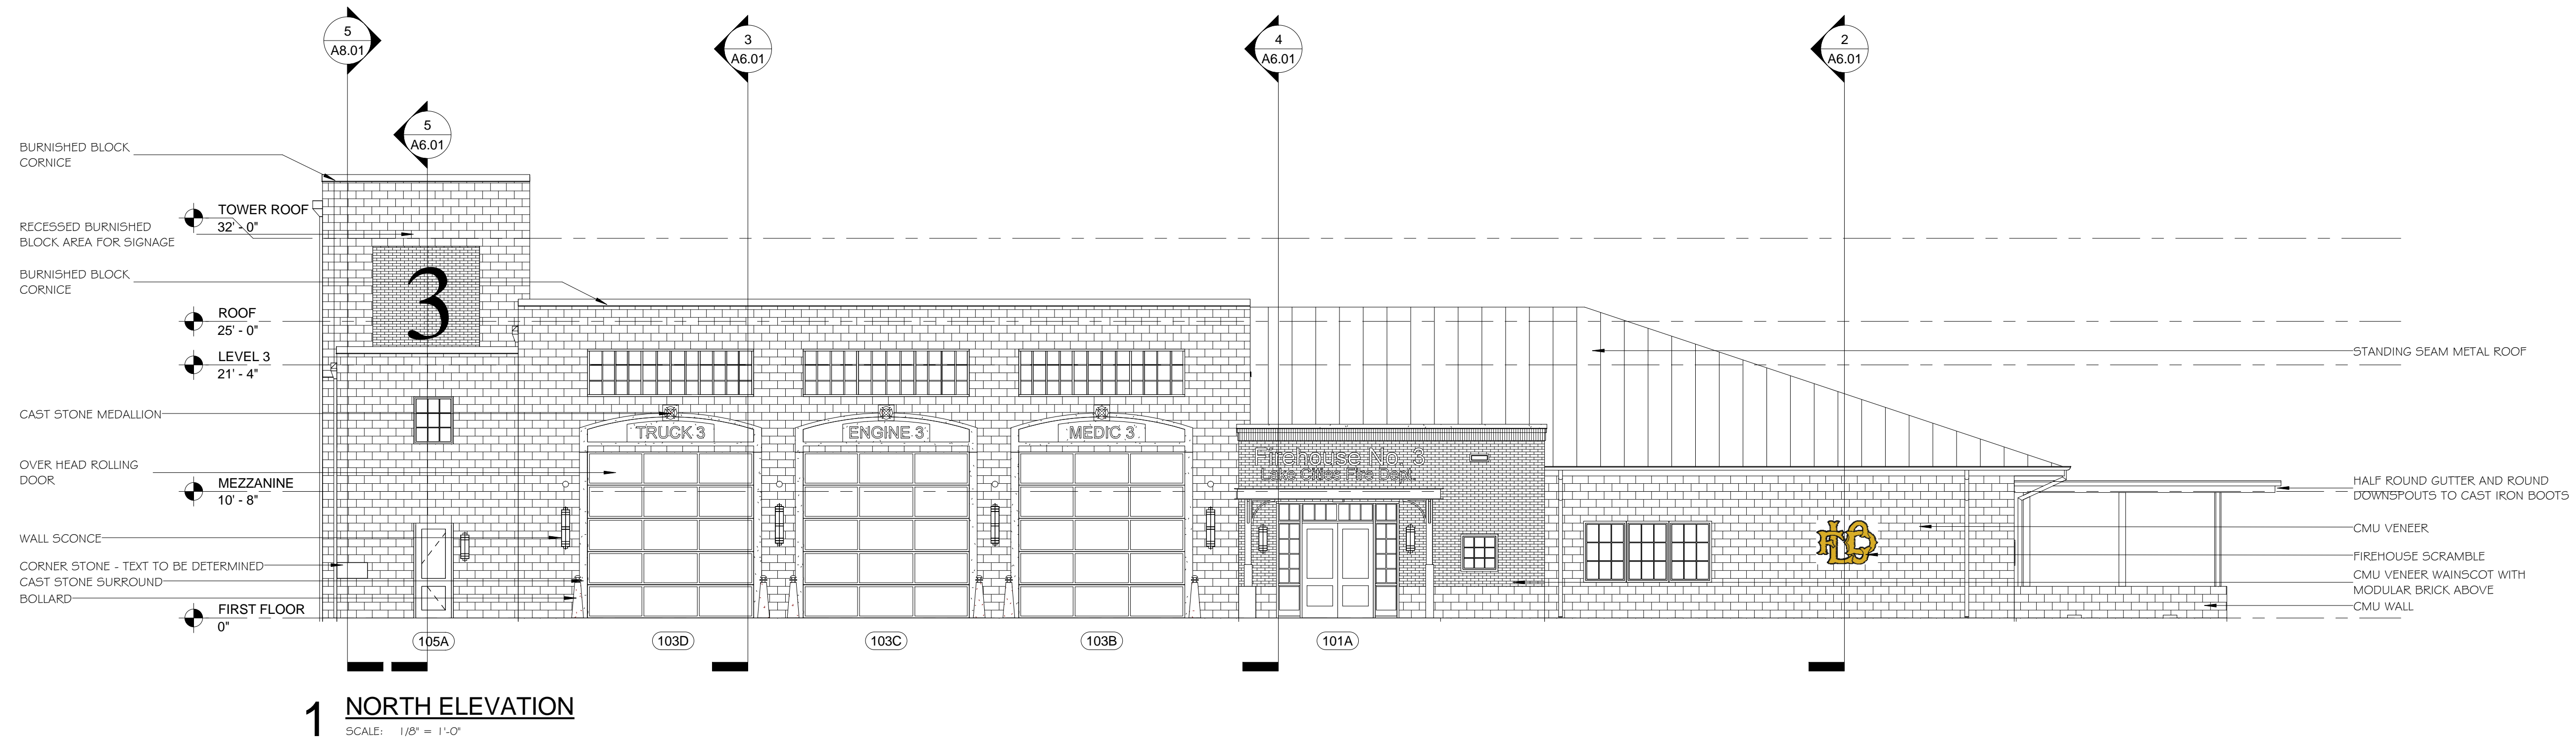 5
A8.01
3
A6.01
4
A6.01
2
A6.01
5
A6.01
BURNISHED BLOCK
CORNICE
TOWER ROOF
32' - 0"
RECESSED BURNISHED
BLOCK AREA FOR SIGNAGE
BURNISHED BLOCK
CORNICE
3
ROOF
25' - 0"
LEVEL 3
21' - 4"
STANDING SEAM METAL ROOF
CAST STONE MEDALLION
TRUCK 3
ENGINE 3
MEDIC 3
Firehouse No. 3
Lake Cities Fire Dept.
OVER HEAD ROLLING
DOOR
MEZZANINE
10' - 8"
HALF ROUND GUTTER AND ROUND
DOWNSPOUTS TO CAST IRON BOOTS
CMU VENEER
WALL SCONCE
FIREHOUSE SCRAMBLE
CORNER STONE - TEXT TO BE DETERMINED
CAST STONE SURROUND
CMU VENEER WAINSCOT WITH
MODULAR BRICK ABOVE
BOLLARD
CMU WALL
FIRST FLOOR
0"
105A
103D
103C
103B
101A
1 NORTH ELEVATION
SCALE: 1/8" = 1'-0"